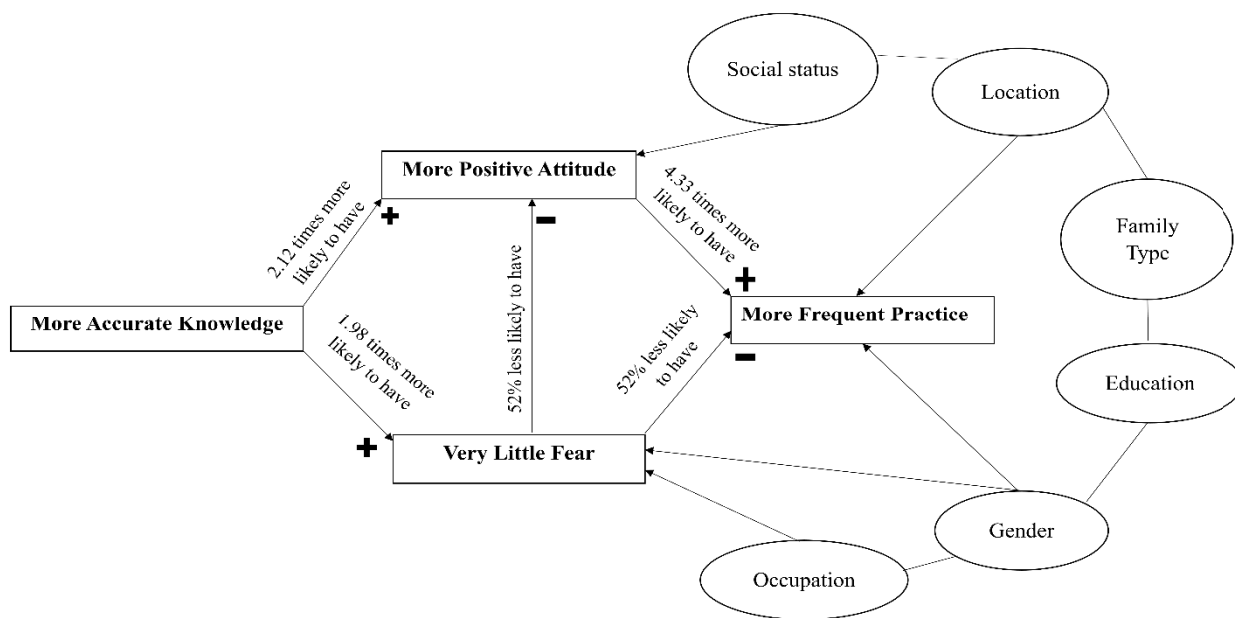 Social status
Location
More Positive Attitude
2.12 times more
likely to have
+
−
4.33 times more
likely to have
+
Family
Typc
More Accurate Knowledge
More Frequent Practice
−
1.98 times more
likely to have
+
52% less likely to have
52% less likely
to have
Education
Very Little Fear
Gender
Occupation